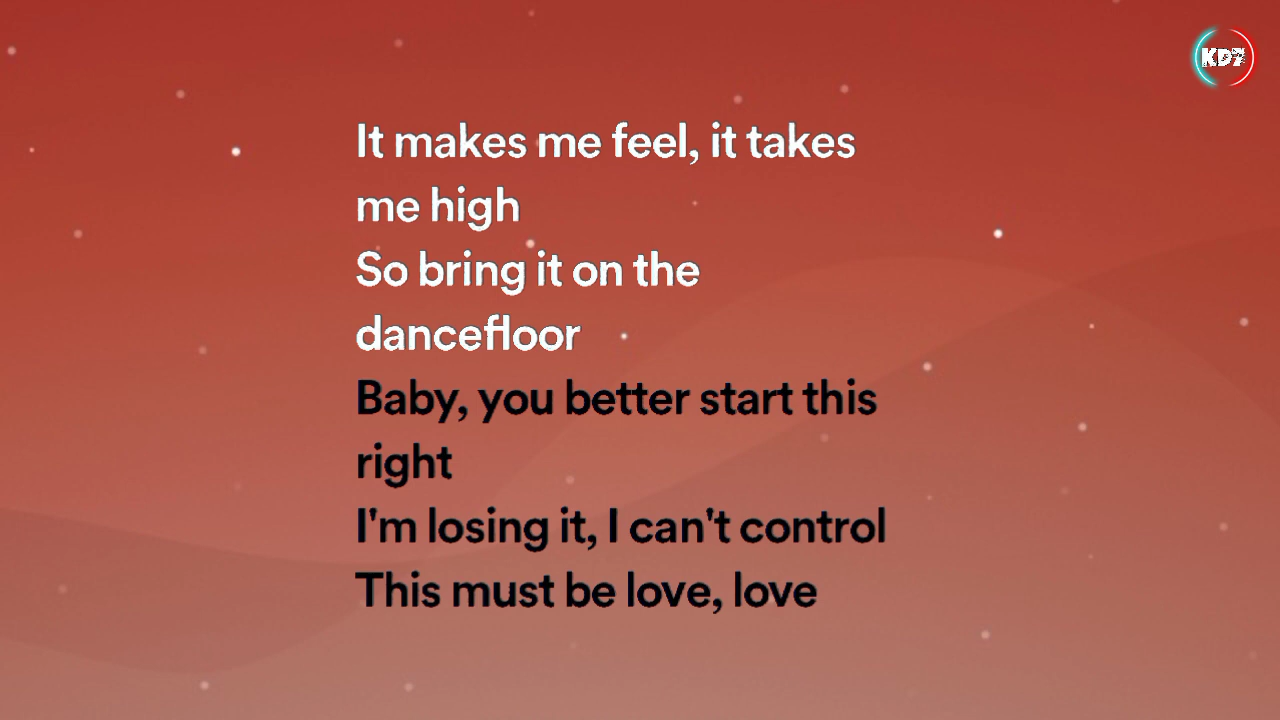 KD7
It makes me feel, it takes
me high
So bring it on the
dancefloor
Baby, you better start this
right
I'm losing it, I can't control
This must be love, love